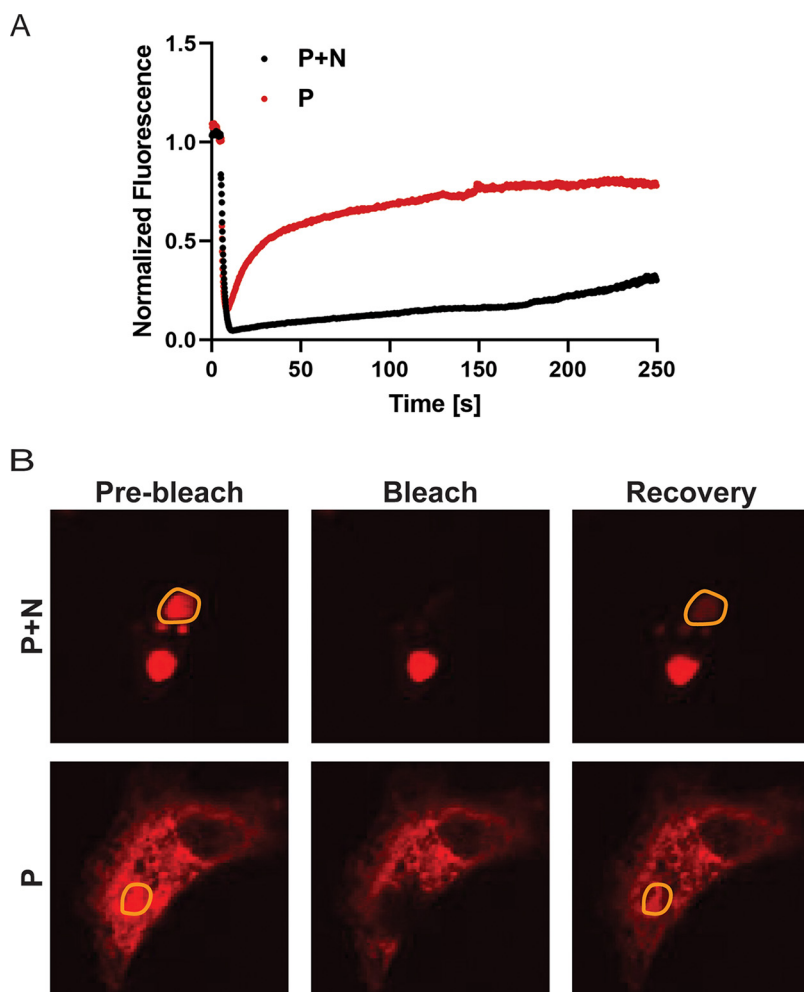 A
1.5
1.0
0.5
0.0
Normalized Fluorescence
P+N
P
0 50 100 150 200 250
Time [s]
B
Pre-bleach Bleach Recovery
P+N
P